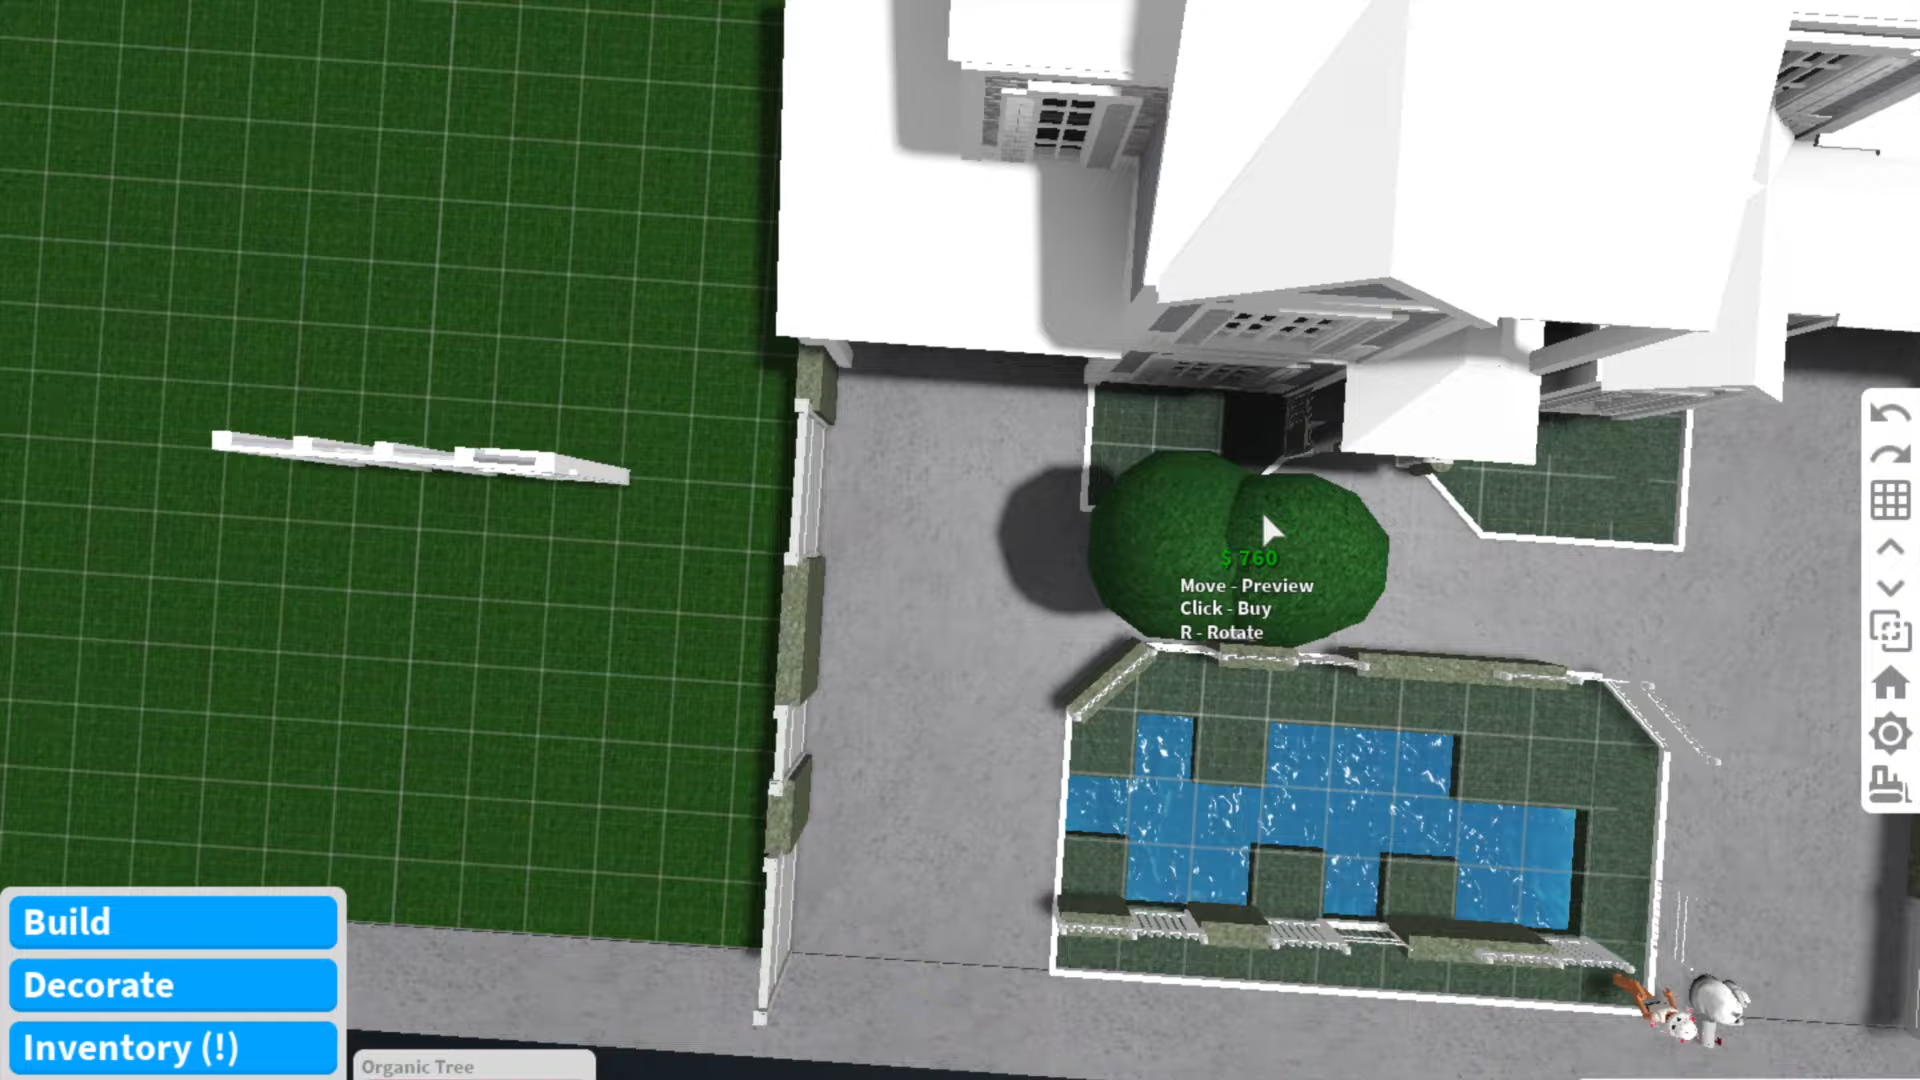 $ 760
Move - Preview
Click - Buy
R - Rotate
Build
Decorate
Inventory (!)
Organic Tree